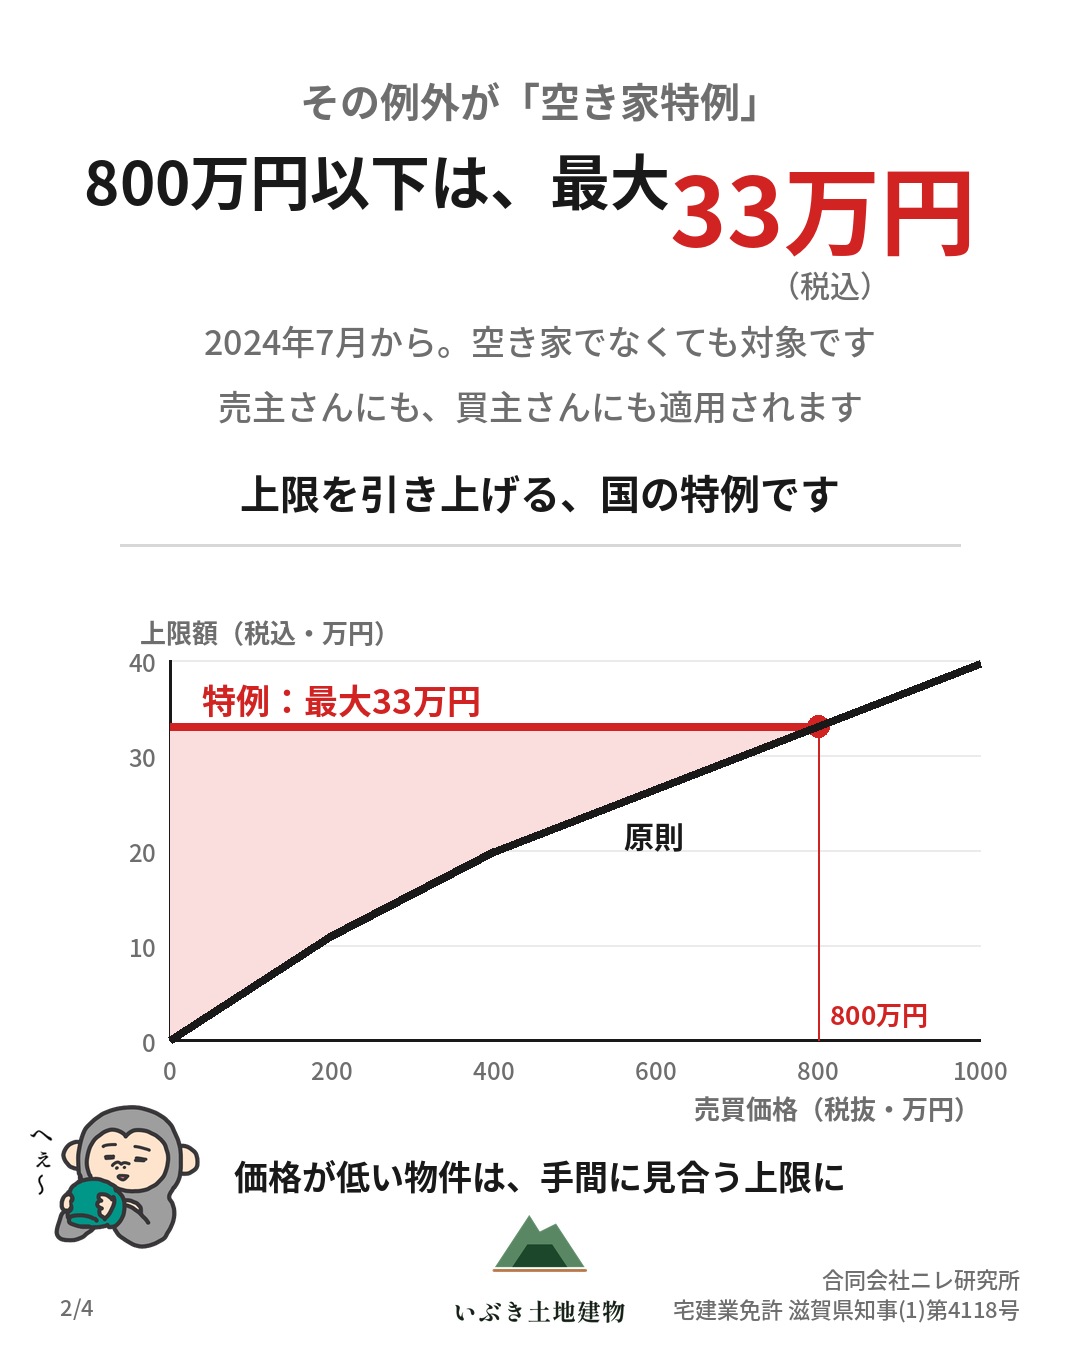 その例外が「空き家特例」
800万円以下は、最大33万円
（税込）
2024年7月から。空き家でなくても対象です
売主さんにも、買主さんにも適用されます
上限を引き上げる、国の特例です
上限額（税込・万円）
40
特例：最大33万円
30
原則
20
10
800万円
0
0 200 400 600 800 1000
売買価格（税抜・万円）
へぇ〜
価格が低い物件は、手間に見合う上限に
合同会社ニレ研究所
2/4
いぶき土地建物
宅建業免許 滋賀県知事(1)第4118号